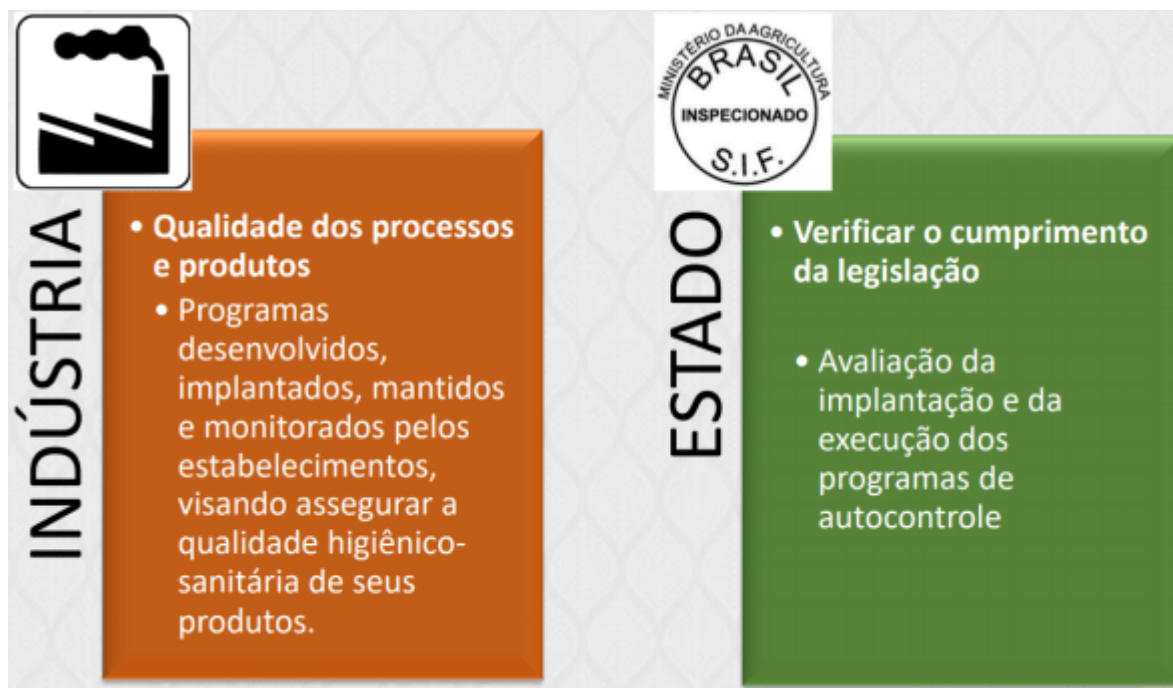 INDÚSTRIA
• Qualidade dos processos
e produtos
• Programas
desenvolvidos,
implantados, mantidos
e monitorados pelos
estabelecimentos,
visando assegurar a
qualidade higiênico-
sanitária de seus
produtos.
MINISTÉRIO DA AGRICULTURA
BRASIL
INSPECIONADO
S.I.F.
ESTADO
• Verificar o cumprimento
da legislação
• Avaliação da
implantação e da
execução dos
programas de
autocontrole